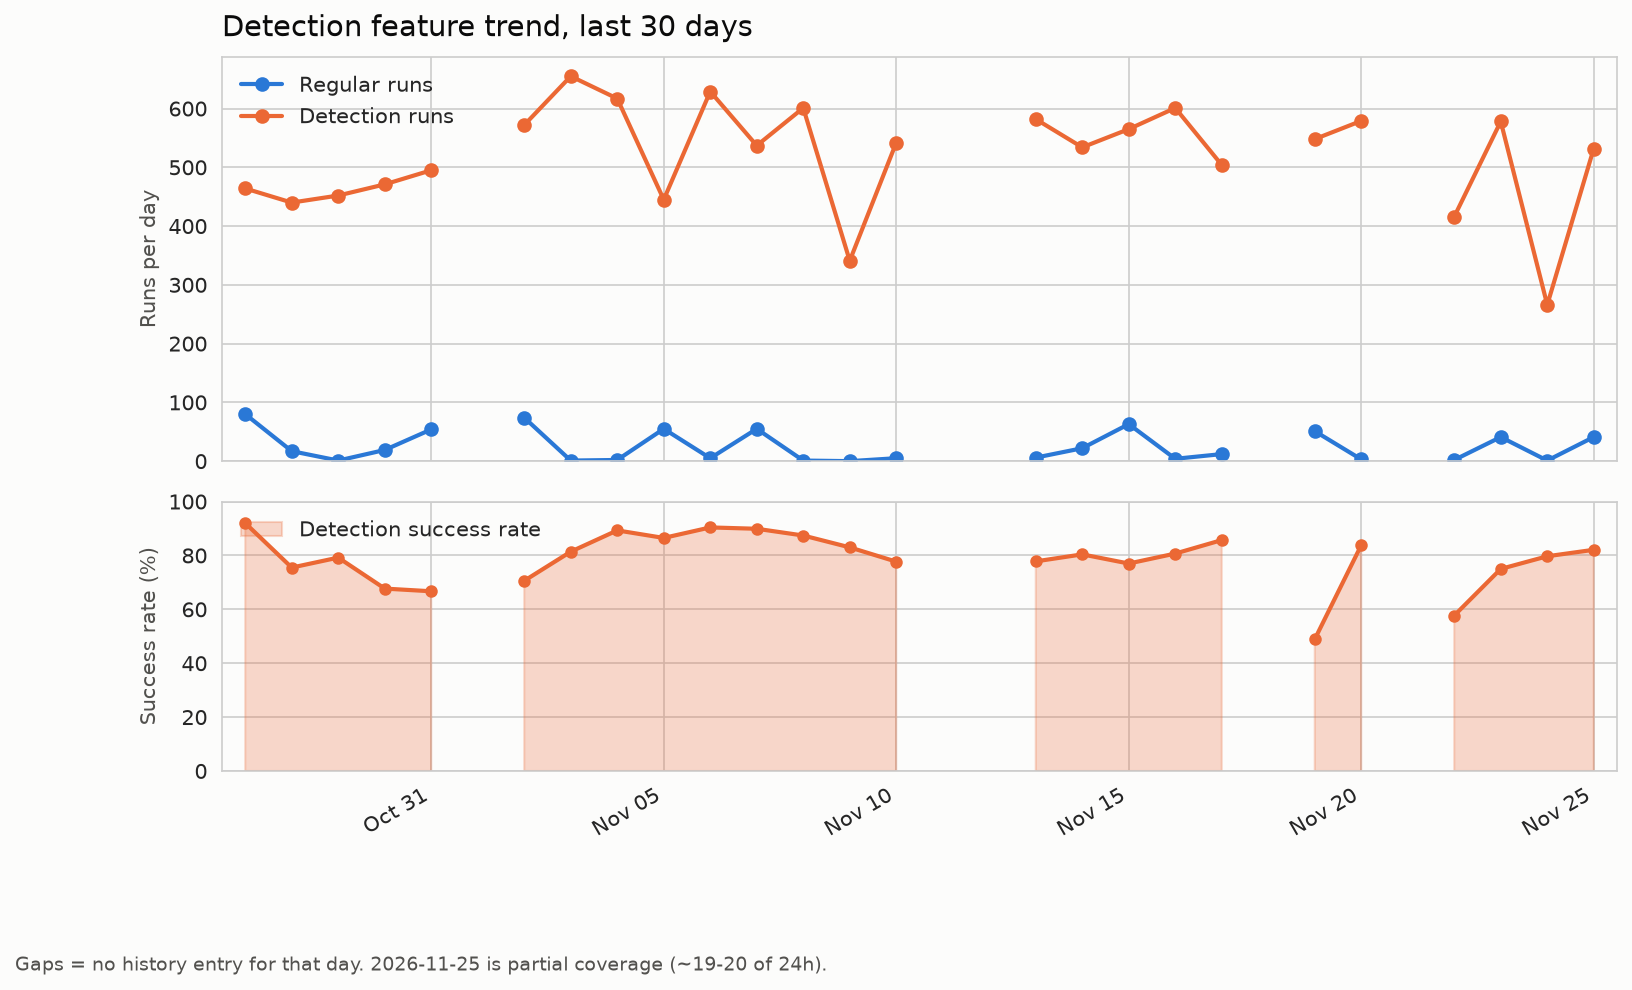 Detection feature trend, last 30 days
Regular runs
Detection runs
Runs per day
600
500
400
300
200
100
0
Detection success rate
Success rate (%)
100
80
60
40
20
0
Oct 31
Nov 05
Nov 10
Nov 15
Nov 20
Nov 25
Gaps = no history entry for that day. 2026-11-25 is partial coverage (~19-20 of 24h).